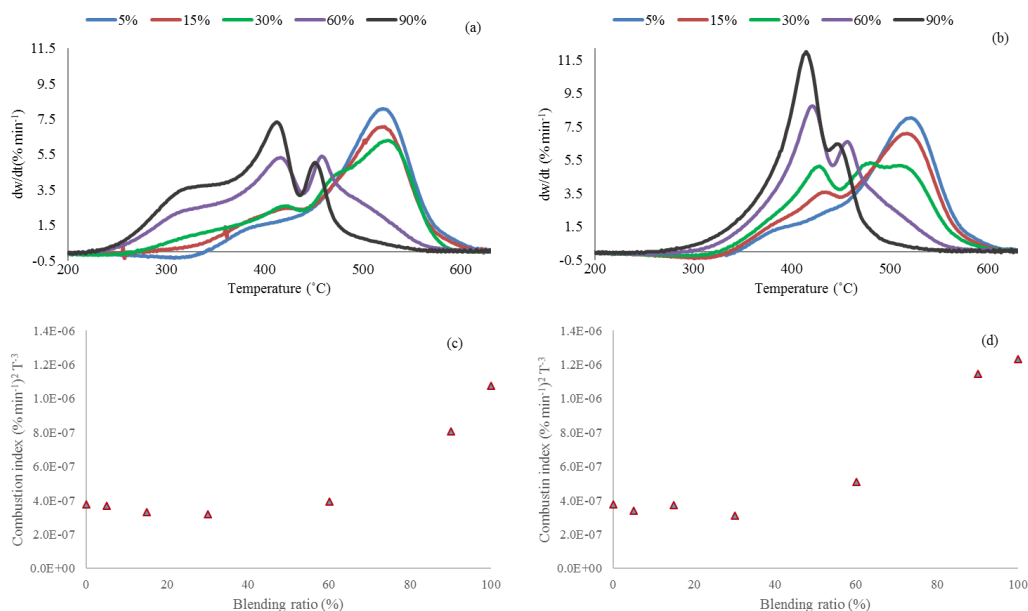 5% 15% 30% 60% 90% (a)
11.5
9.5
7.5
5.5
3.5
1.5
-0.5
dw/dt (% min-1)
200 300 400 500 600
Temperature (˚C)
5% 15% 30% 60% 90% (b)
11.5
9.5
7.5
5.5
3.5
1.5
-0.5
dw/dt (% min-1)
200 300 400 500 600
Temperature (˚C)
(c)
1.4E-06
1.2E-06
1.0E-06
8.0E-07
6.0E-07
4.0E-07
2.0E-07
0.0E+00
Combustion index (% min-1)2 T-3
0 20 40 60 80 100
Blending ratio (%)
(d)
1.4E-06
1.2E-06
1.0E-06
8.0E-07
6.0E-07
4.0E-07
2.0E-07
0.0E+00
Combustin index (% min-1)2 T-3
0 20 40 60 80 100
Blending ratio (%)